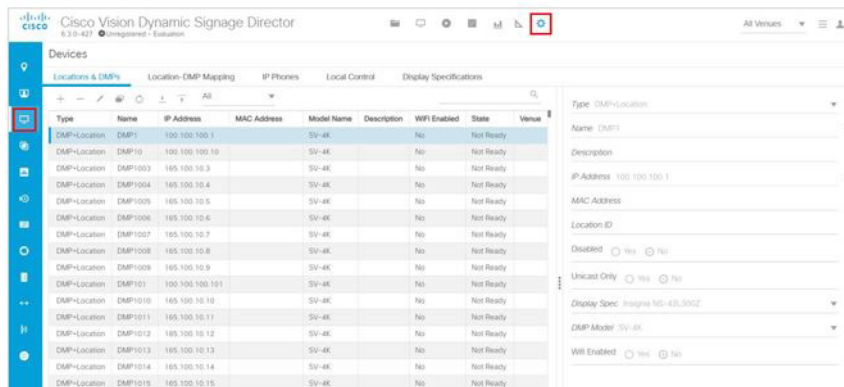 CISCO
Cisco Vision Dynamic Signage Director
6.3.0-427 Unregistered - Evaluation
All Venues
Devices
Locations & DMPs Location-DMP Mapping IP Phones Local Control Display Specifications
All
Type Name IP Address MAC Address Model Name Description WiFi Enabled State Venue
DMP+Location DMP1 100.100.100.1 SV-4K No Not Ready
DMP+Location DMP10 100.100.100.10 SV-4K No Not Ready
DMP+Location DMP1003 165.100.10.3 SV-4K No Not Ready
DMP+Location DMP1004 165.100.10.4 SV-4K No Not Ready
DMP+Location DMP1005 165.100.10.5 SV-4K No Not Ready
DMP+Location DMP1006 165.100.10.6 SV-4K No Not Ready
DMP+Location DMP1007 165.100.10.7 SV-4K No Not Ready
DMP+Location DMP1008 165.100.10.8 SV-4K No Not Ready
DMP+Location DMP1009 165.100.10.9 SV-4K No Not Ready
DMP+Location DMP101 100.100.100.101 SV-4K No Not Ready
DMP+Location DMP1010 165.100.10.10 SV-4K No Not Ready
DMP+Location DMP1011 165.100.10.11 SV-4K No Not Ready
DMP+Location DMP1012 165.100.10.12 SV-4K No Not Ready
DMP+Location DMP1013 165.100.10.13 SV-4K No Not Ready
DMP+Location DMP1014 165.100.10.14 SV-4K No Not Ready
DMP+Location DMP1015 165.100.10.15 SV-4K No Not Ready
Type DMP+Location
Name DMP1
Description
IP Address 100.100.100.1
MAC Address
Location ID
Disabled Yes No
Unicast Only Yes No
Display Spec Insignia
DMP Model SV-4K
Wifi Enabled Yes No